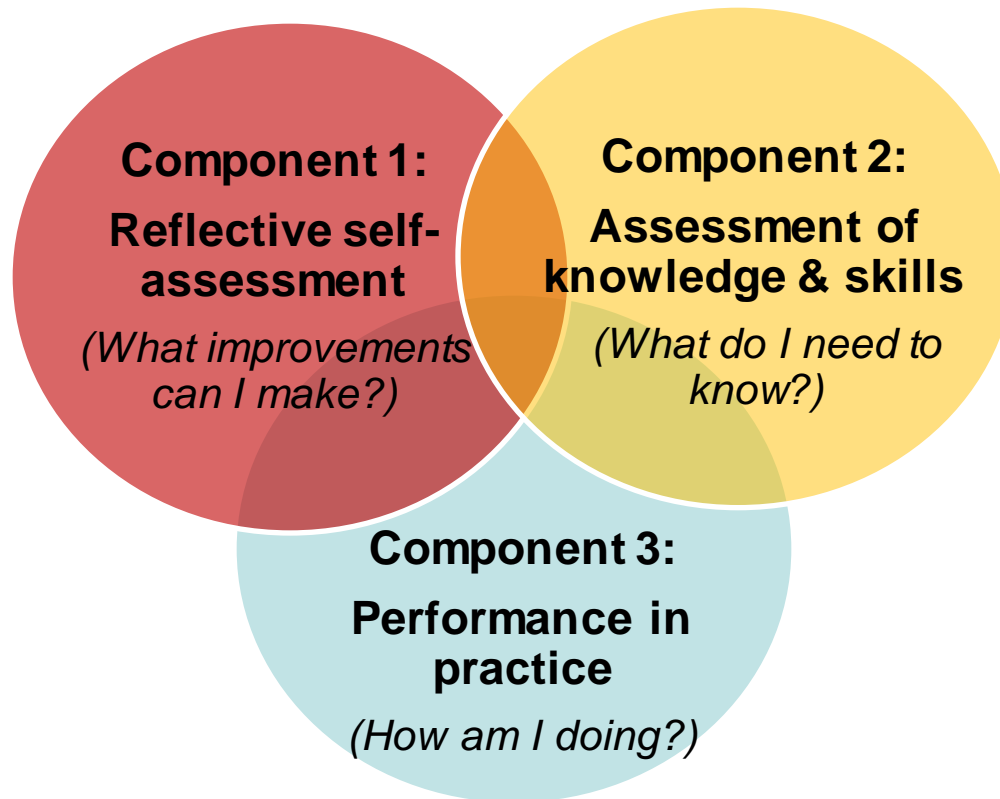 Component 1:
Reflective self-
assessment
(What improvements
can I make?)
Component 2:
Assessment of
knowledge & skills
(What do I need to
know?)
Component 3:
Performance in
practice
(How am I doing?)